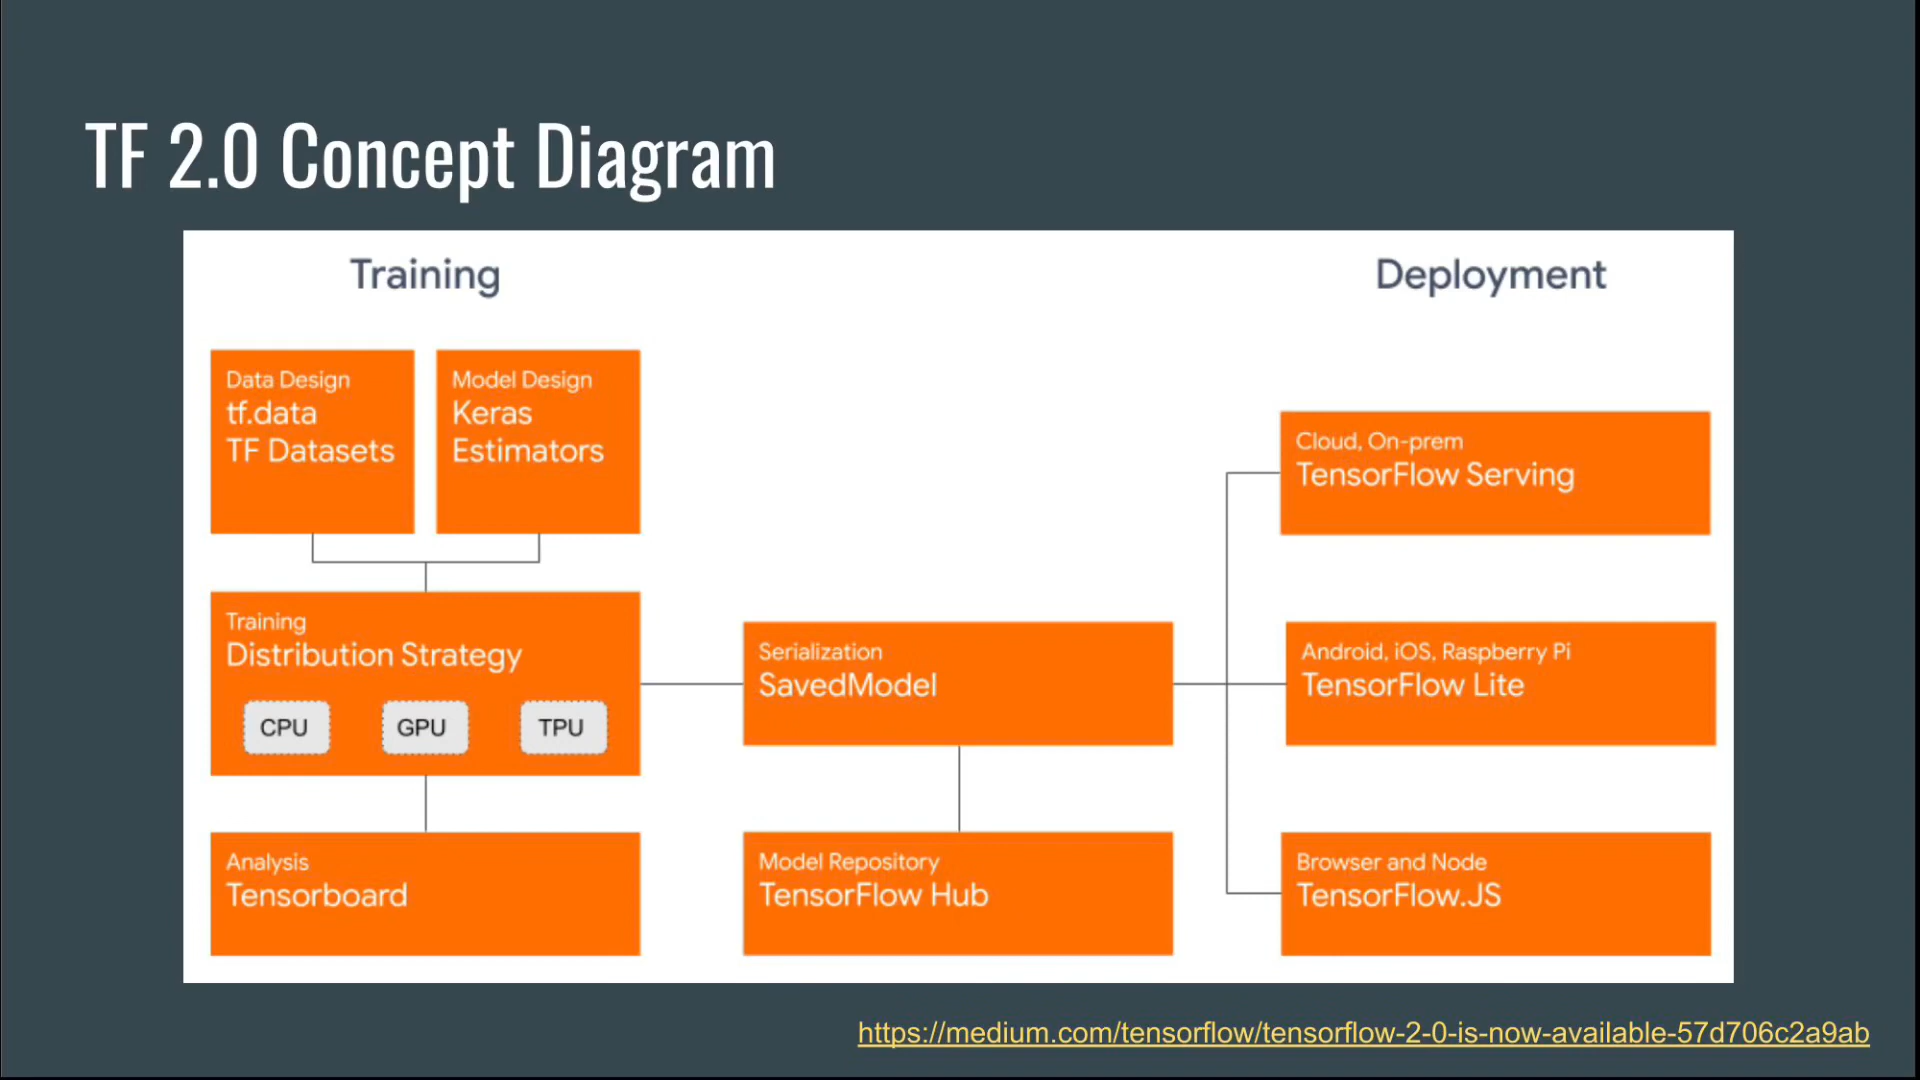 TF 2.0 Concept Diagram
Training
Deployment
Data Design
tf.data
TF Datasets
Model Design
Keras
Estimators
Training
Distribution Strategy
CPU
GPU
TPU
Analysis
Tensorboard
Serialization
SavedModel
Model Repository
TensorFlow Hub
Cloud, On-prem
TensorFlow Serving
Android, iOS, Raspberry Pi
TensorFlow Lite
Browser and Node
TensorFlow.JS
https://medium.com/tensorflow/tensorflow-2-0-is-now-available-57d706c2a9ab